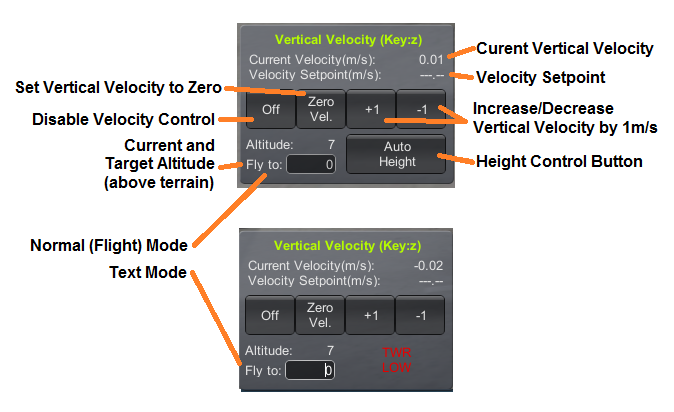 Vertical Velocity (Key:z)
Current Velocity(m/s): 0.01
Velocity Setpoint(m/s): ---.--
Curent Vertical Velocity
Velocity Setpoint
Set Vertical Velocity to Zero
Disable Velocity Control
Off
Zero
Vel.
+1
-1
Increase/Decrease
Vertical Velocity by 1m/s
Current and
Target Altitude
(above terrain)
Altitude: 7
Fly to: 0
Auto
Height
Height Control Button
Normal (Flight) Mode
Text Mode
Vertical Velocity (Key:z)
Current Velocity(m/s): -0.02
Velocity Setpoint(m/s): ---.--
Off
Zero
Vel.
+1
-1
Altitude: 7
Fly to: 0
TWR
LOW